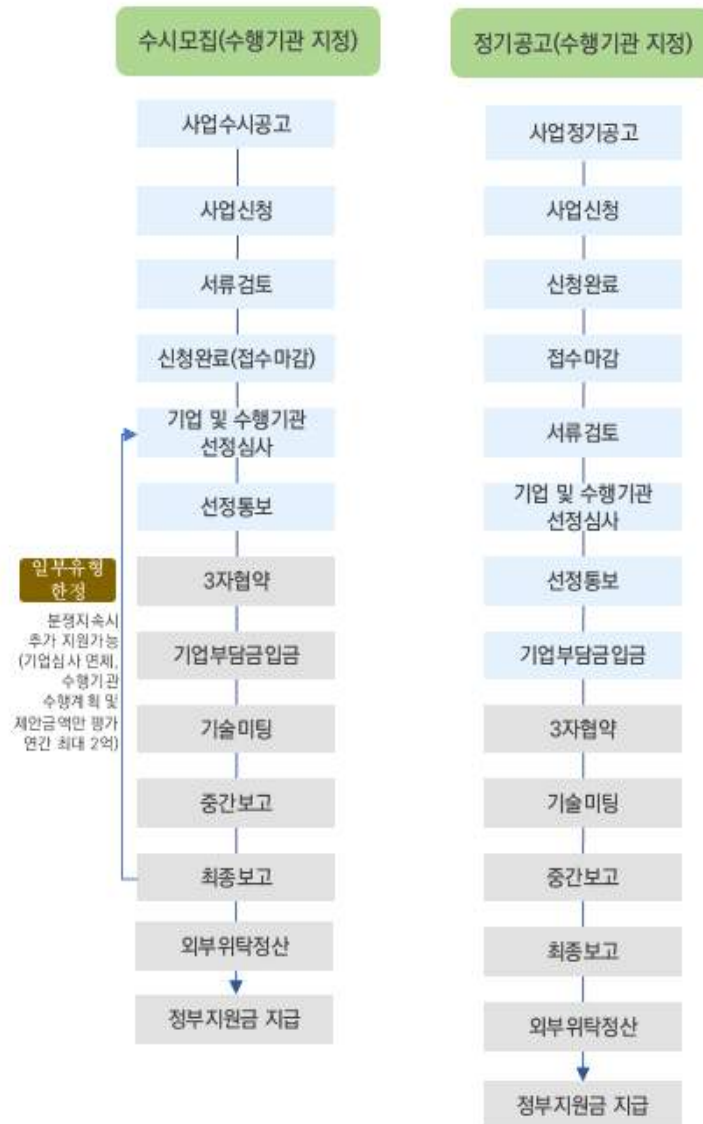 수시모집(수행기관 지정)
사업수시공고
사업신청
서류검토
신청완료(접수마감)
기업 및 수행기관
선정심사
선정통보
3자협약
기업부담금입금
기술미팅
중간보고
최종보고
외부위탁정산
정부지원금 지급
일부유형
한정
분쟁지속시
추가 지원가능
(기업심사 면제,
수행기관
수행계획 및
제안금액만 평가
연간 최대 2억)
정기공고(수행기관 지정)
사업정기공고
사업신청
신청완료
접수마감
서류검토
기업 및 수행기관
선정심사
선정통보
기업부담금입금
3자협약
기술미팅
중간보고
최종보고
외부위탁정산
정부지원금 지급